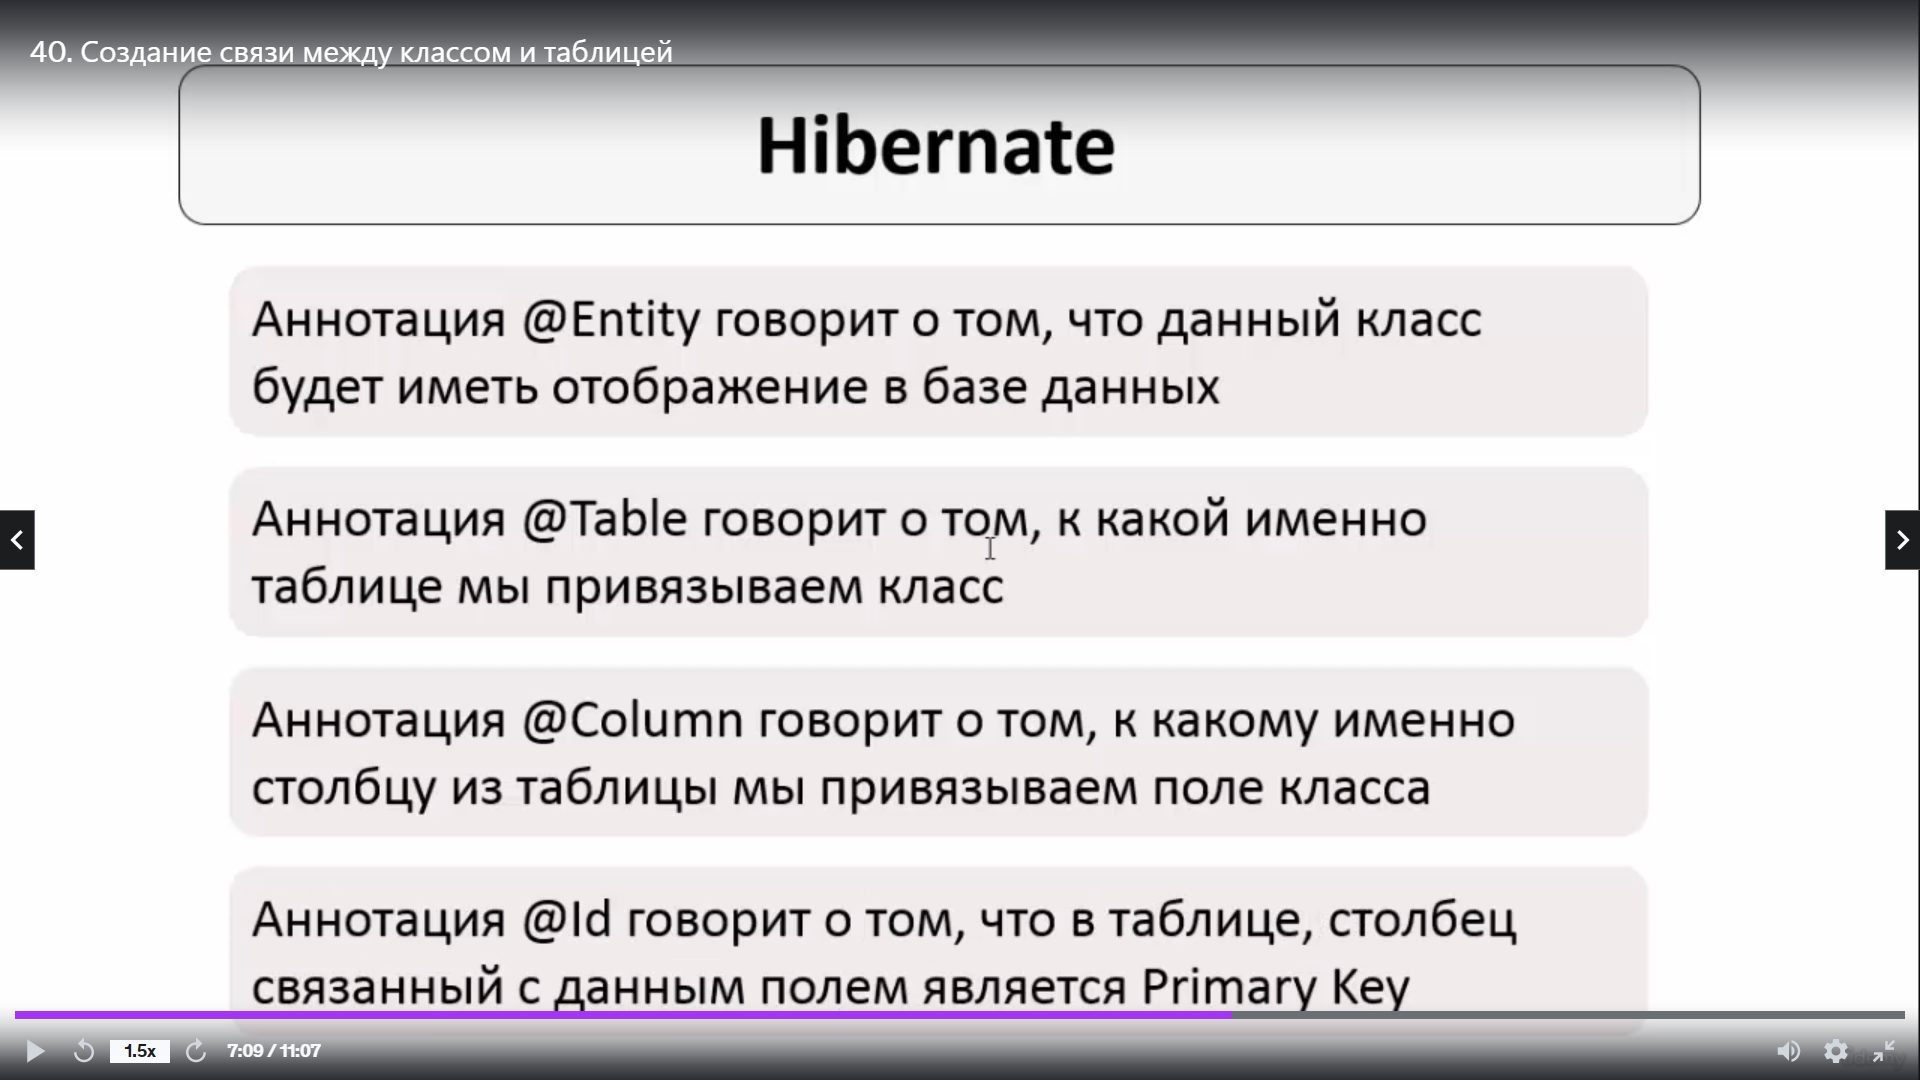 40. Создание связи между классом и таблицей
Hibernate
Аннотация @Entity говорит о том, что данный класс
будет иметь отображение в базе данных
Аннотация @Table говорит о том, к какой именно
таблице мы привязываем класс
Аннотация @Column говорит о том, к какому именно
столбцу из таблицы мы привязываем поле класса
Аннотация @Id говорит о том, что в таблице, столбец
связанный с данным полем является Primary Key
1.5x
7:09 / 11:07